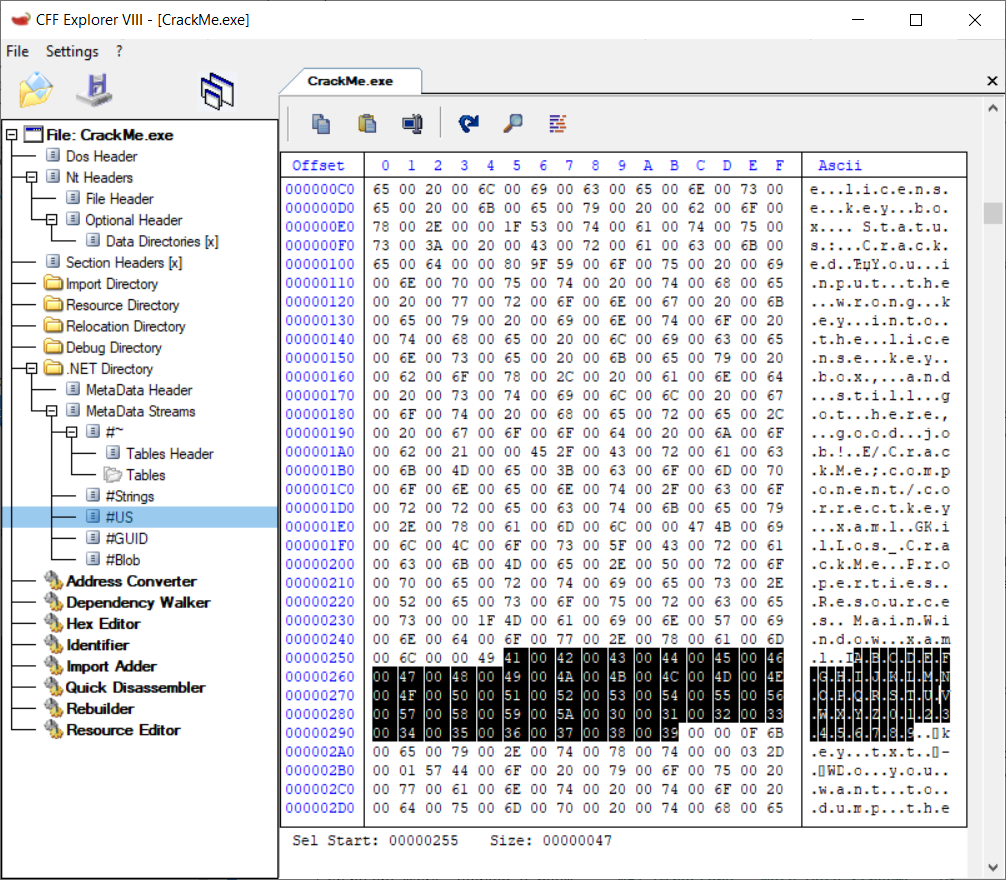 CFF Explorer VIII - [CrackMe.exe]
File Settings ?
CrackMe.exe
File: CrackMe.exe
Dos Header
Nt Headers
File Header
Optional Header
Data Directories [x]
Section Headers [x]
Import Directory
Resource Directory
Relocation Directory
Debug Directory
.NET Directory
MetaData Header
MetaData Streams
#~
Tables Header
Tables
#Strings
#US
#GUID
#Blob
Address Converter
Dependency Walker
Hex Editor
Identifier
Import Adder
Quick Disassembler
Rebuilder
Resource Editor
Offset 0 1 2 3 4 5 6 7 8 9 A B C D E F Ascii
000000C0 65 00 20 00 6C 00 69 00 63 00 65 00 6E 00 73 00 e...l.i.c.e.n.s.
000000D0 65 00 20 00 6B 00 65 00 79 00 20 00 62 00 6F 00 e...k.e.y...b.o.
000000E0 78 00 2E 00 00 1F 53 00 74 00 61 00 74 00 75 00 x.... S.t.a.t.u.
000000F0 73 00 3A 00 20 00 43 00 72 00 61 00 63 00 6B 00 s.:...C.r.a.c.k.
00000100 65 00 64 00 00 80 9F 59 00 6F 00 75 00 20 00 69 e.d..ЂџY.o.u...i
00000110 00 6E 00 70 00 75 00 74 00 20 00 74 00 68 00 65 .n.p.u.t...t.h.e
00000120 00 20 00 77 00 72 00 6F 00 6E 00 67 00 20 00 6B ...w.r.o.n.g...k
00000130 00 65 00 79 00 20 00 69 00 6E 00 74 00 6F 00 20 .e.y...i.n.t.o..
00000140 00 74 00 68 00 65 00 20 00 6C 00 69 00 63 00 65 .t.h.e...l.i.c.e
00000150 00 6E 00 73 00 65 00 20 00 6B 00 65 00 79 00 20 .n.s.e...k.e.y..
00000160 00 62 00 6F 00 78 00 2C 00 20 00 61 00 6E 00 64 .b.o.x.,...a.n.d
00000170 00 20 00 73 00 74 00 69 00 6C 00 6C 00 20 00 67 ...s.t.i.l.l...g
00000180 00 6F 00 74 00 20 00 68 00 65 00 72 00 65 00 2C .o.t...h.e.r.e.,
00000190 00 20 00 67 00 6F 00 6F 00 64 00 20 00 6A 00 6F ...g.o.o.d...j.o
000001A0 00 62 00 21 00 00 45 2F 00 43 00 72 00 61 00 63 .b.!..E/.C.r.a.c
000001B0 00 6B 00 4D 00 65 00 3B 00 63 00 6F 00 6D 00 70 .k.M.e.;.c.o.m.p
000001C0 00 6F 00 6E 00 65 00 6E 00 74 00 2F 00 63 00 6F .o.n.e.n.t./.c.o
000001D0 00 72 00 72 00 65 00 63 00 74 00 6B 00 65 00 79 .r.r.e.c.t.k.e.y
000001E0 00 2E 00 78 00 61 00 6D 00 6C 00 00 47 4B 00 69 ...x.a.m.l..GK.i
000001F0 00 6C 00 4C 00 6F 00 73 00 5F 00 43 00 72 00 61 .l.L.o.s._.C.r.a
00000200 00 63 00 6B 00 4D 00 65 00 2E 00 50 00 72 00 6F .c.k.M.e...P.r.o
00000210 00 70 00 65 00 72 00 74 00 69 00 65 00 73 00 2E .p.e.r.t.i.e.s..
00000220 00 52 00 65 00 73 00 6F 00 75 00 72 00 63 00 65 .R.e.s.o.u.r.c.e
00000230 00 73 00 00 1F 4D 00 61 00 69 00 6E 00 57 00 69 .s.. M.a.i.n.W.i
00000240 00 6E 00 64 00 6F 00 77 00 2E 00 78 00 61 00 6D .n.d.o.w...x.a.m
00000250 00 6C 00 00 49 41 00 42 00 43 00 44 00 45 00 46 .l..IA.B.C.D.E.F
00000260 00 47 00 48 00 49 00 4A 00 4B 00 4C 00 4D 00 4E .G.H.I.J.K.L.M.N
00000270 00 4F 00 50 00 51 00 52 00 53 00 54 00 55 00 56 .O.P.Q.R.S.T.U.V
00000280 00 57 00 58 00 59 00 5A 00 30 00 31 00 32 00 33 .W.X.Y.Z.0.1.2.3
00000290 00 34 00 35 00 36 00 37 00 38 00 39 00 00 0F 6B .4.5.6.7.8.9..▯k
000002A0 00 65 00 79 00 2E 00 74 00 78 00 74 00 00 03 2D .e.y...t.x.t..▯-
000002B0 00 01 57 44 00 6F 00 20 00 79 00 6F 00 75 00 20 .▯WD.o...y.o.u..
000002C0 00 77 00 61 00 6E 00 74 00 20 00 74 00 6F 00 20 .w.a.n.t...t.o..
000002D0 00 64 00 75 00 6D 00 70 00 20 00 74 00 68 00 65 .d.u.m.p...t.h.e
Sel Start: 00000255 Size: 00000047